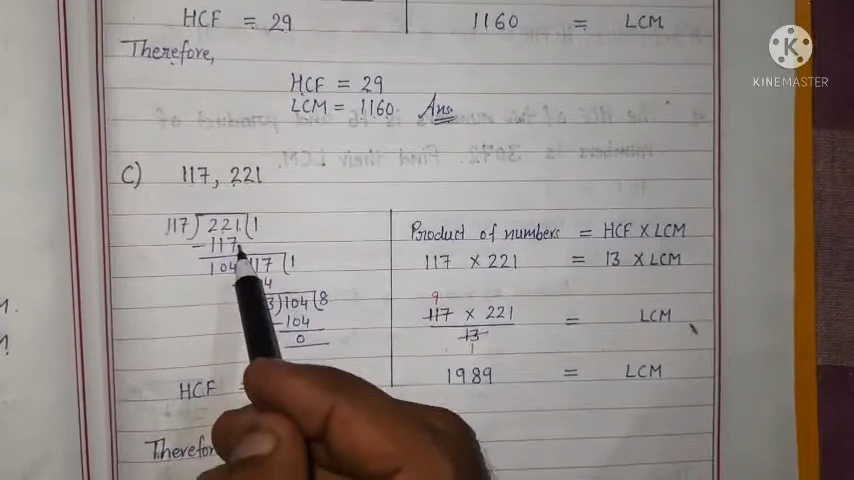 HCF = 29
1160 = LCM
Therefore,
HCF = 29
LCM = 1160 Ans.
C) 117, 221
117) 221 (1
- 117
104 117 (1
4
3) 104 (8
- 104
0
HCF
Product of numbers = HCF X LCM
117 X 221 = 13 X LCM
9
117 X 221 = LCM
13
1
1989 = LCM
K
KINEMASTER